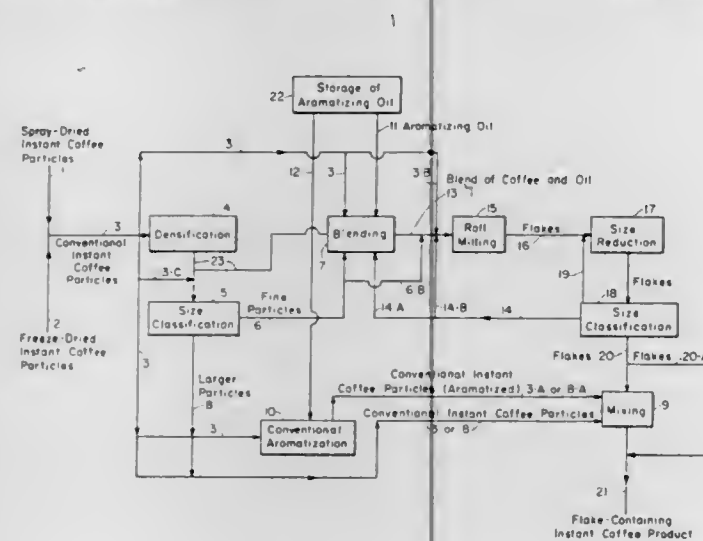 1
Storage of
Aromatizing Oil
22
11 Aromatizing Oil
Spray-Dried
Instant Coffee
Particles
3
12
3
3·B
Blend of Coffee and Oil
13
4
Densification
3
Conventional
Instant
Coffee
Particles
23
Blending
7
15
Roll
Milling
Flakes
16
17
Size
Reduction
3·C
6·B
19
Flakes
5
Size Classification
Fine
Particles
6
14·A
14·B
14
18
Size
Classification
2
Freeze-Dried
Instant Coffee
Particles
3
Flakes 20
Flakes 20-A
Larger
Particles
8
Conventional Instant
Coffee Particles (Aromatized) 3·A or 8·A
10
Conventional
Aromatization
3
Conventional Instant Coffee Particles
3 or 8
Mixing
9
21
Flake-Containing
Instant Coffee Product